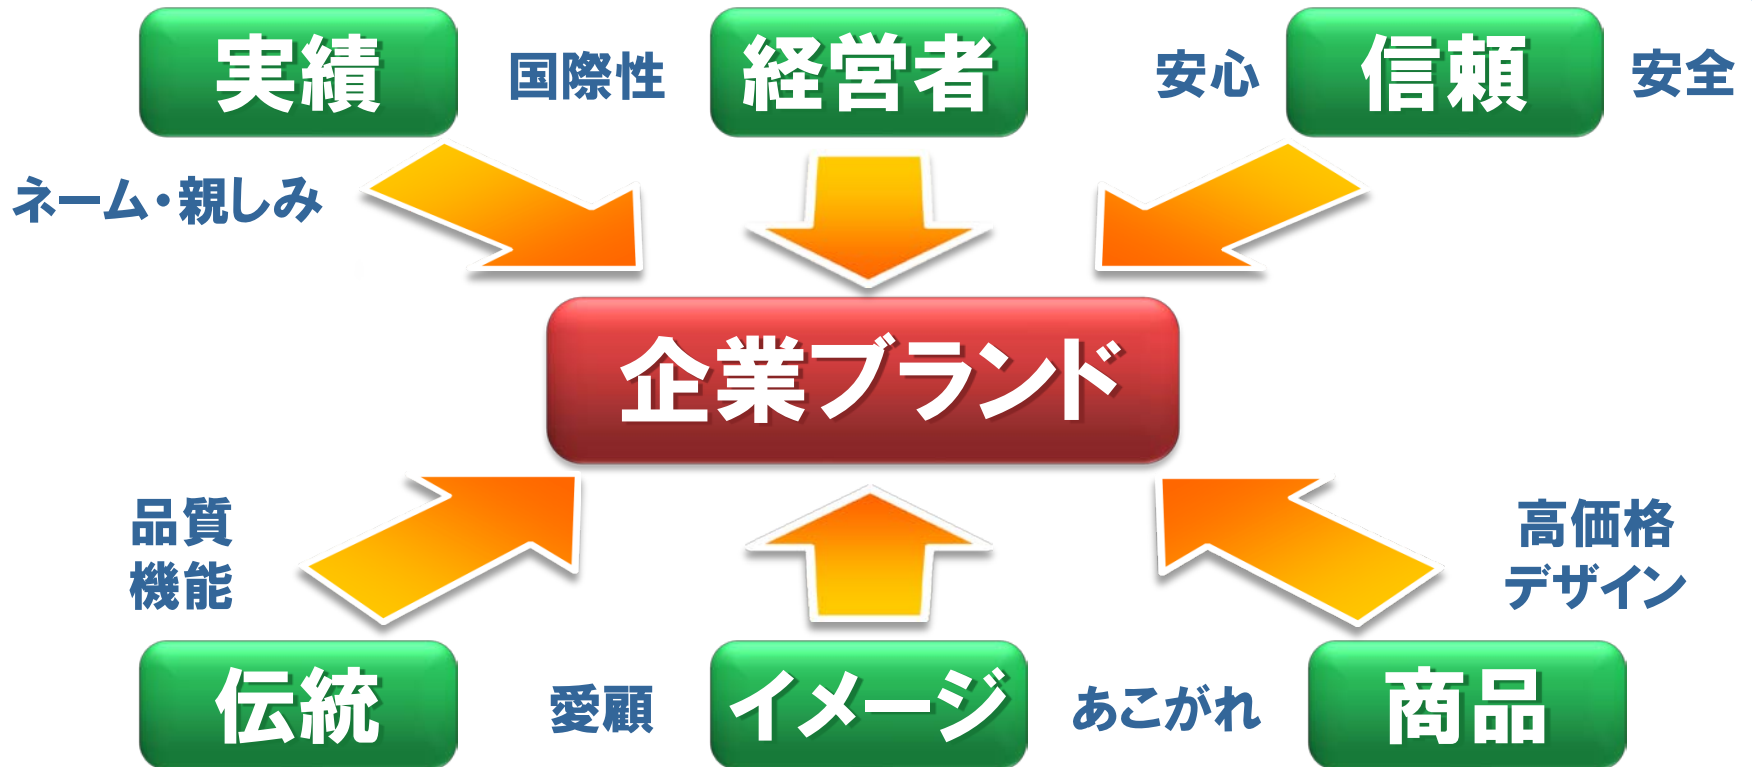 実績
国際性
経営者
安心
信頼
安全
ネーム・親しみ
企業ブランド
品質
機能
高価格
デザイン
伝統
愛顧
イメージ
あこがれ
商品